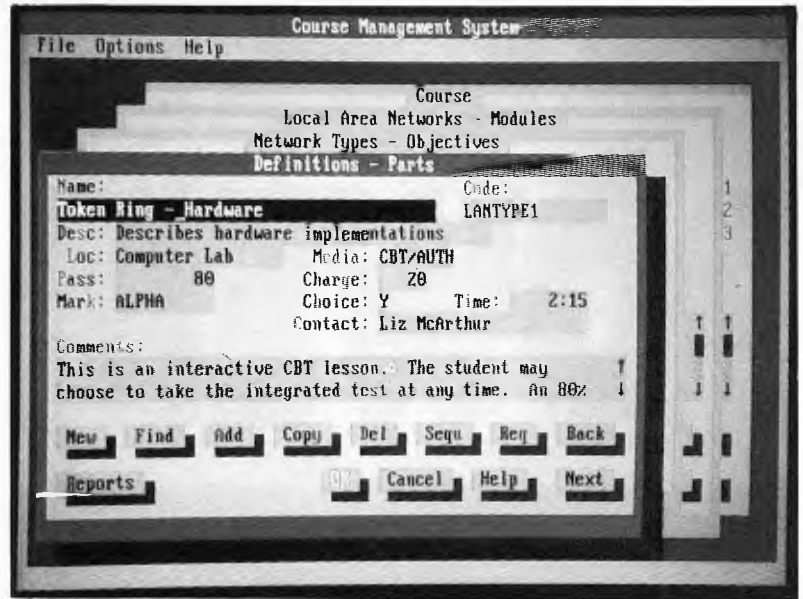 Course Management System
File Options Help
Course
Local Area Networks - Modules
Network Types - Objectives
Definitions - Parts
Name: Code: 1
Token Ring - Hardware LANTYPE1 2
Desc: Describes hardware implementations 3
Loc: Computer Lab Media: CBT/AUTH
Pass: 80 Charge: 20
Mark: ALPHA Choice: Y Time: 2:15
Contact: Liz McArthur
Comments:
This is an interactive CBT lesson. The student may
choose to take the integrated test at any time. An 80%
New Find Add Copy Del Sequ Req Back
Reports OK Cancel Help Next